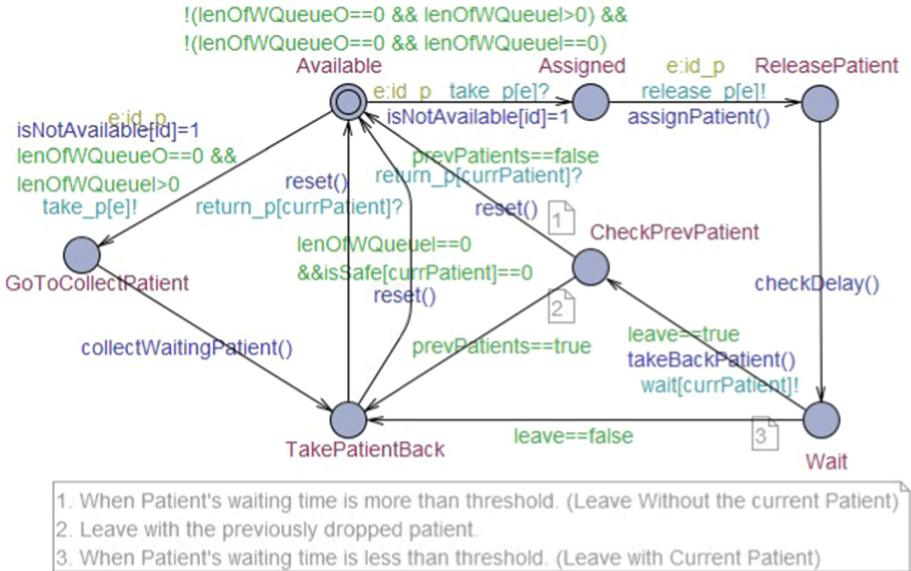 !(lenOfWQueueO==0 && lenOfWQueueI>0) &&
!(lenOfWQueueO==0 && lenOfWQueueI==0)
Available
Assigned
e:id_p
ReleasePatient
e:id_p
take_p[e]?
release_p[e]!
isNotAvailable[id]=1
assignPatient()
e:id_p
isNotAvailable[id]=1
lenOfWQueueO==0 &&
lenOfWQueueI>0
take_p[e]!
prevPatients==false
return_p[currPatient]?
reset()
reset()
return_p[currPatient]?
1
CheckPrevPatient
lenOfWQueueI==0
&&isSafe[currPatient]==0
reset()
GoToCollectPatient
checkDelay()
2
collectWaitingPatient()
prevPatients==true
leave==true
takeBackPatient()
wait[currPatient]!
TakePatientBack
leave==false
3
Wait
1. When Patient's waiting time is more than threshold. (Leave Without the current Patient)
2. Leave with the previously dropped patient.
3. When Patient's waiting time is less than threshold. (Leave with Current Patient)